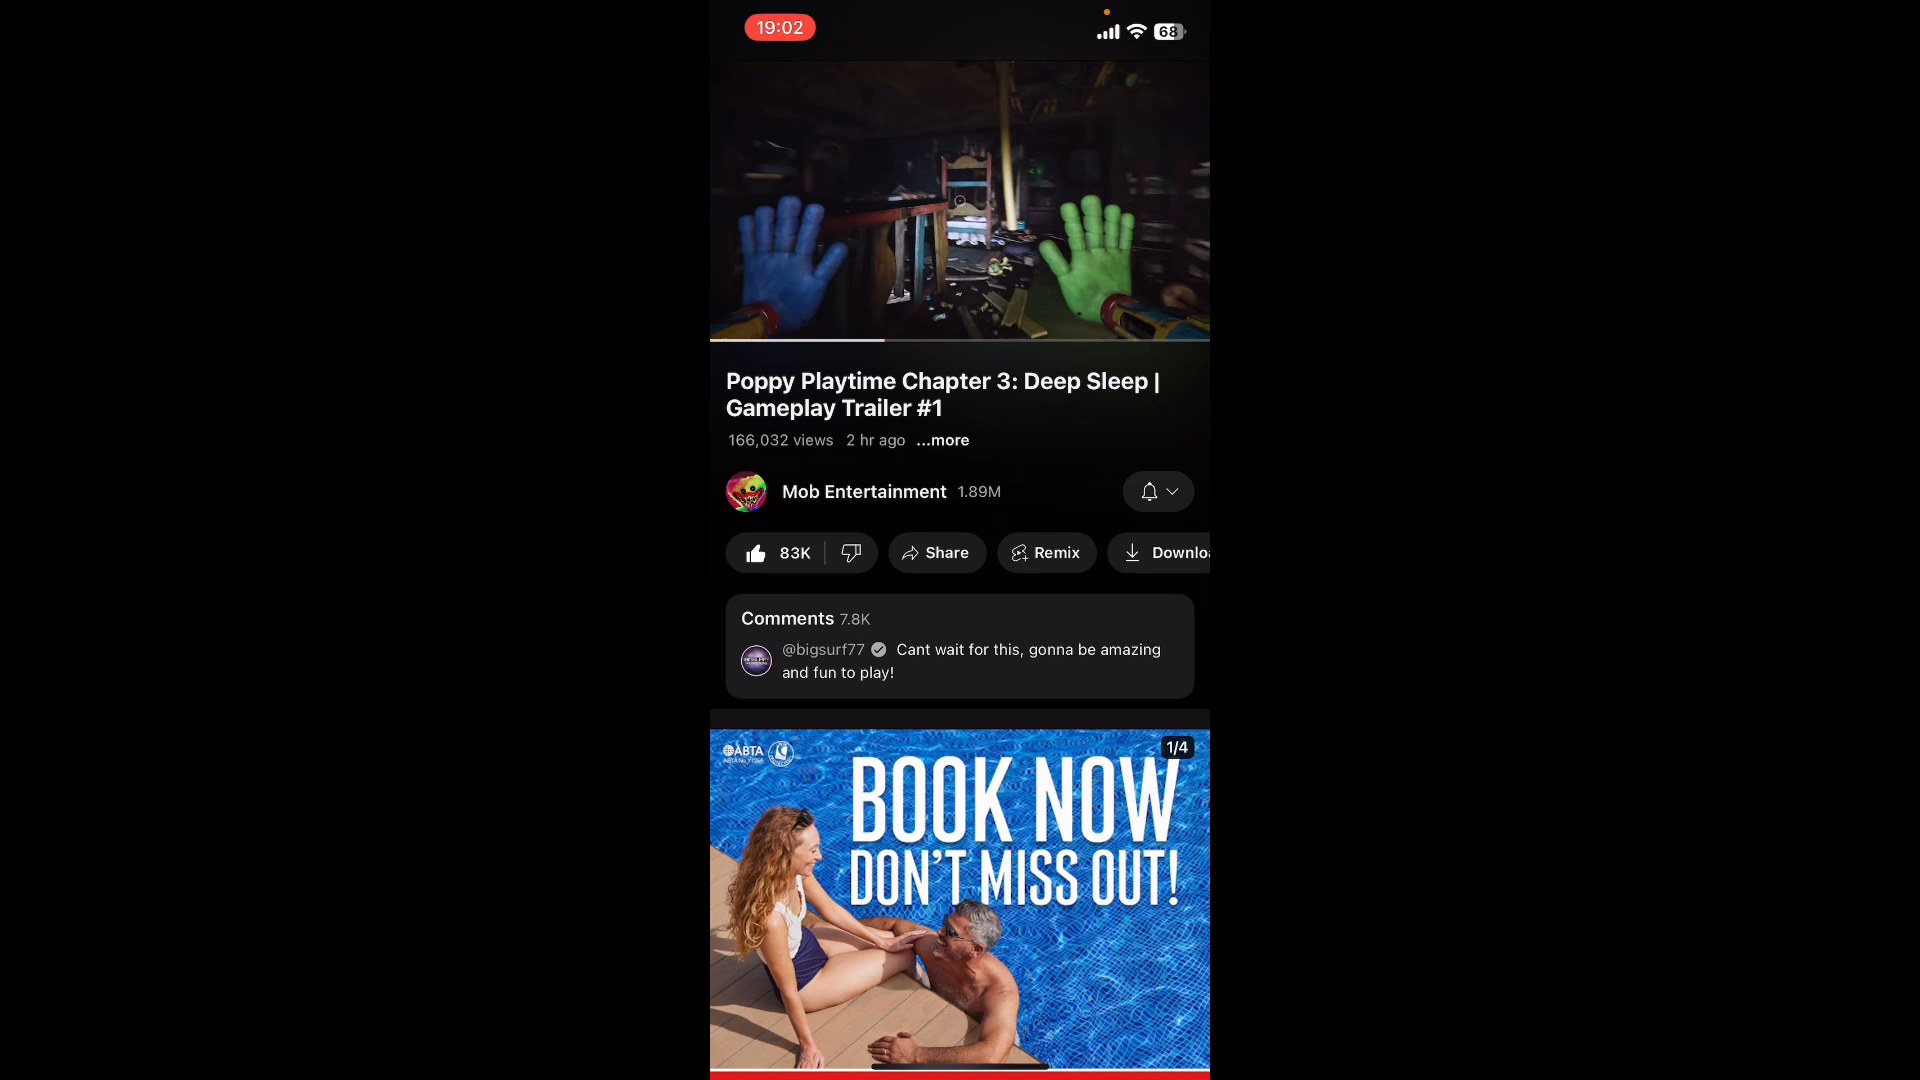 19:02
68
Poppy Playtime Chapter 3: Deep Sleep |
Gameplay Trailer #1
166,032 views 2 hr ago ...more
Mob Entertainment 1.89M
83K Share Remix Downlo
Comments 7.8K
@bigsurf77 Cant wait for this, gonna be amazing
and fun to play!
ABTA
1/4
BOOK NOW
DON'T MISS OUT!